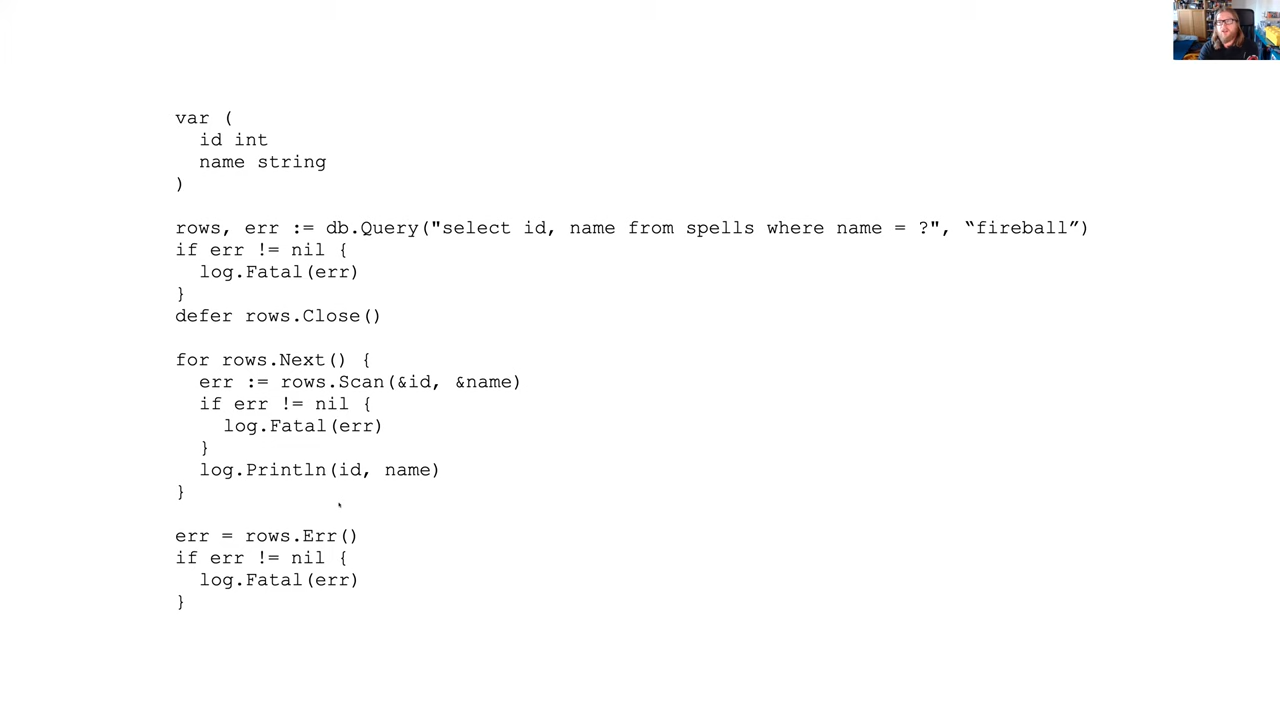 var (
  id int
  name string
)
rows, err := db.Query("select id, name from spells where name = ?", “fireball”)
if err != nil {
  log.Fatal(err)
}
defer rows.Close()
for rows.Next() {
  err := rows.Scan(&id, &name)
  if err != nil {
    log.Fatal(err)
  }
  log.Println(id, name)
}
err = rows.Err()
if err != nil {
  log.Fatal(err)
}